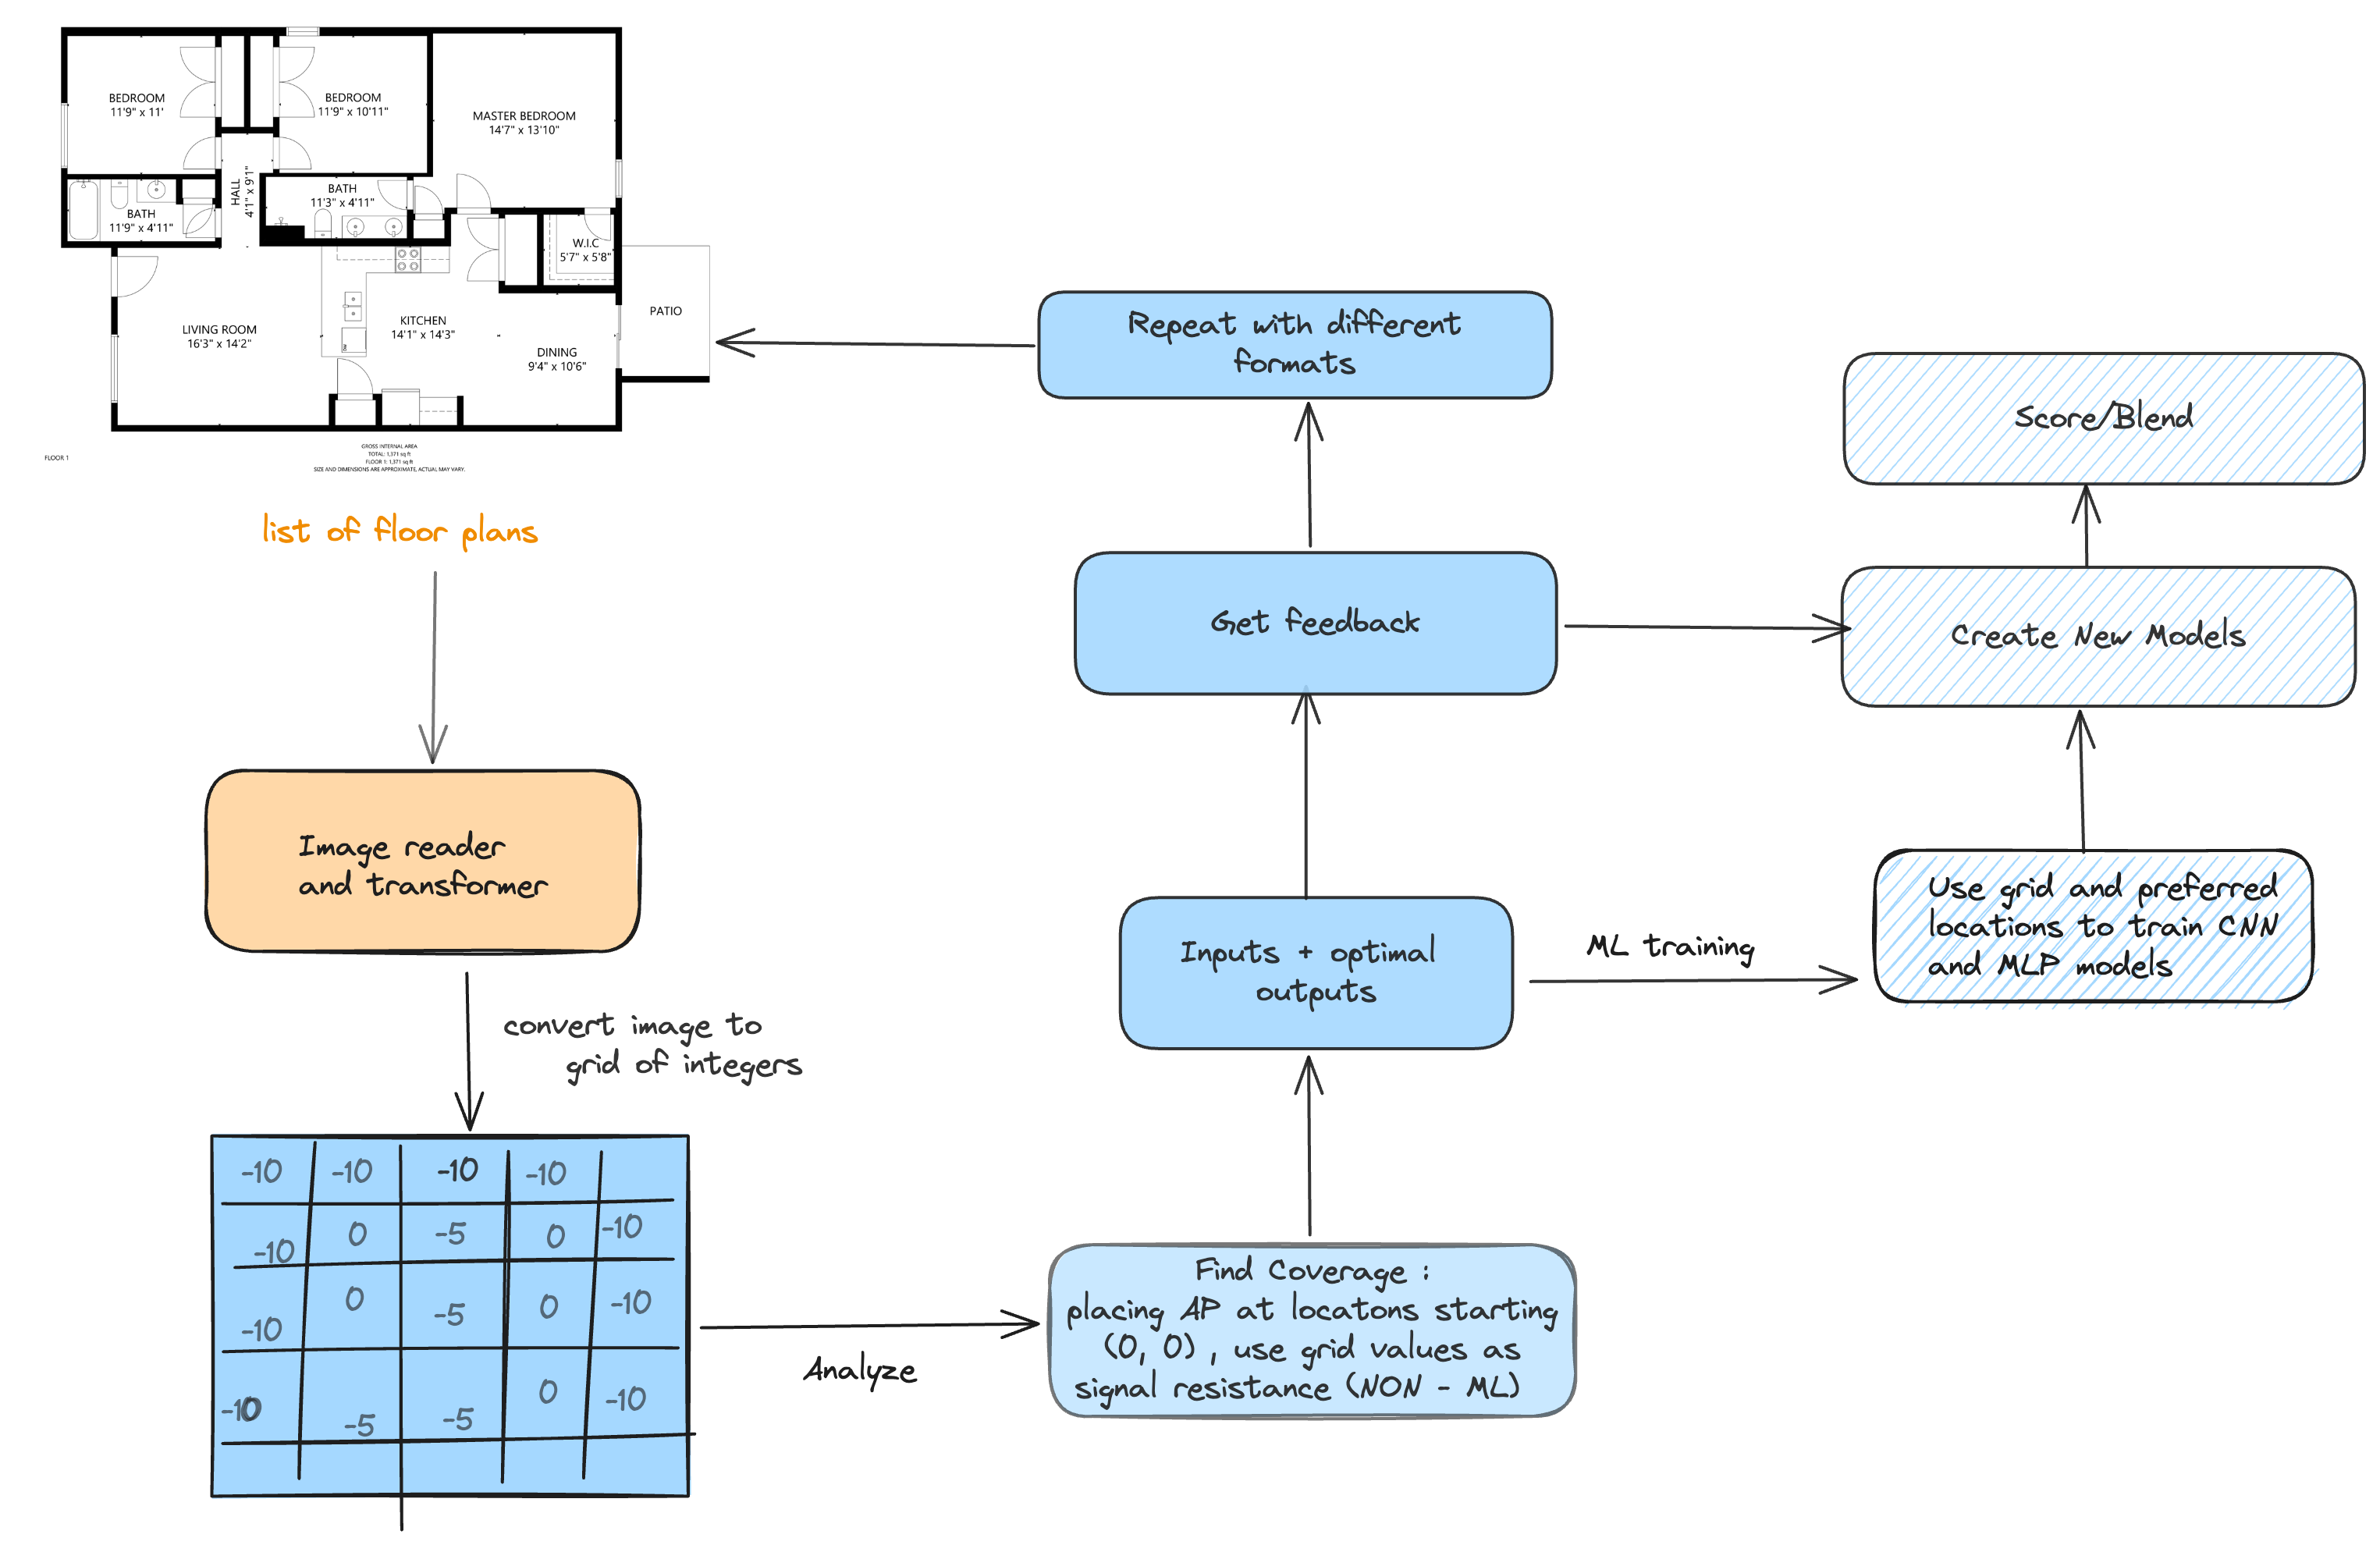 BEDROOM
11'9" x 11'
BEDROOM
11'9" x 10'11"
MASTER BEDROOM
14'7" x 13'10"
HALL
4'1" x 9'1"
BATH
11'3" x 4'11"
BATH
11'9" x 4'11"
W.I.C
5'7" x 5'8"
PATIO
LIVING ROOM
16'3" x 14'2"
KITCHEN
14'1" x 14'3"
DINING
9'4" x 10'6"
GROSS INTERNAL AREA
TOTAL: 1,371 sq ft
FLOOR 1: 1,371 sq ft
SIZE AND DIMENSIONS ARE APPROXIMATE, ACTUAL MAY VARY.
FLOOR 1
list of floor plans
Image reader
and transformer
convert image to
grid of integers
-10 -10 -10 -10
-10 0 -5 0 -10
-10 0 -5 0 -10
-10 -5 -5 0 -10
Analyze
Find Coverage :
placing AP at locatons starting
(0, 0) , use grid values as
signal resistance (NON - ML)
Inputs + optimal
outputs
ML training
Use grid and preferred
locations to train CNN
and MLP models
Get feedback
Create New Models
Repeat with different
formats
Score/Blend